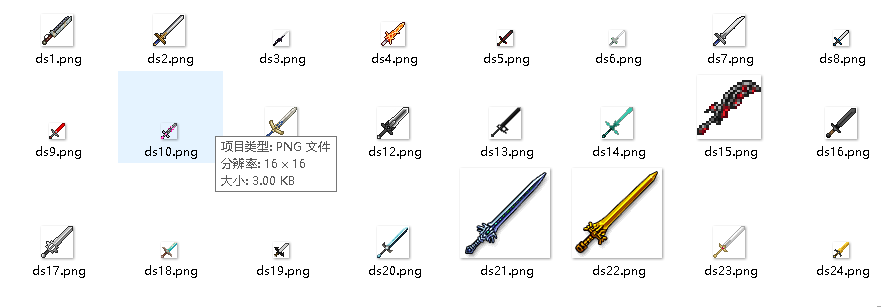 ds1.png
ds2.png
ds3.png
ds4.png
ds5.png
ds6.png
ds7.png
ds8.png
ds9.png
ds10.png
项目类型: PNG 文件
分辨率: 16 x 16
大小: 3.00 KB
ds12.png
ds13.png
ds14.png
ds15.png
ds16.png
ds17.png
ds18.png
ds19.png
ds20.png
ds21.png
ds22.png
ds23.png
ds24.png